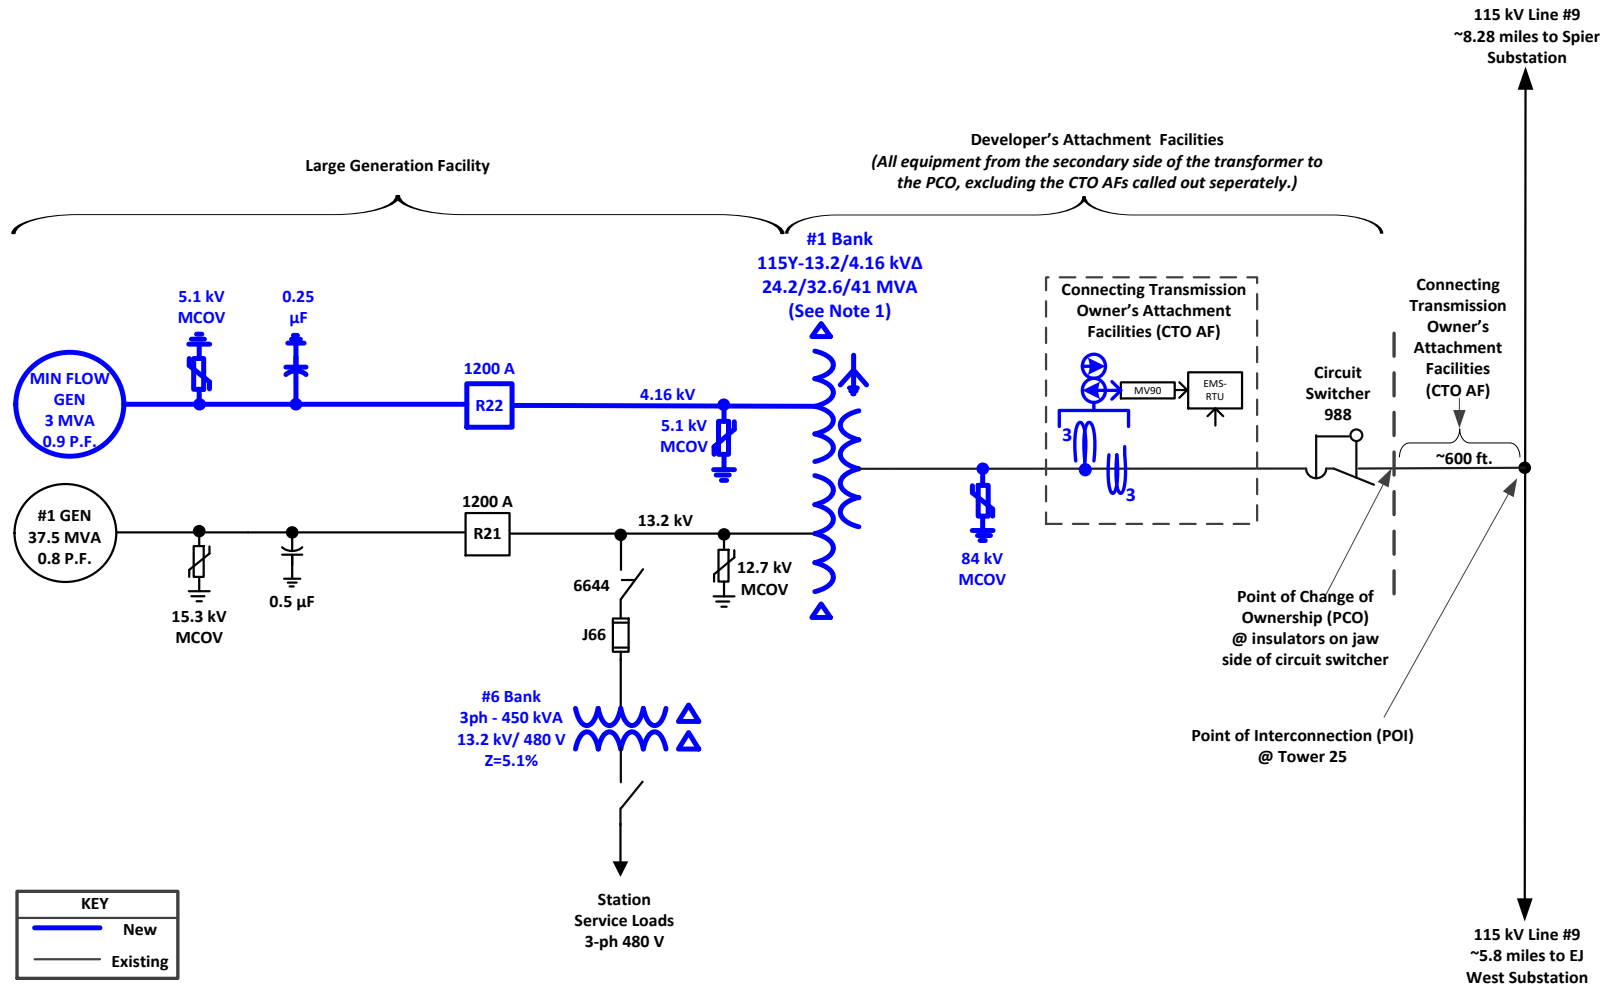 115 kV Line #9
~8.28 miles to Spier
Substation
Large Generation Facility
Developer's Attachment Facilities
(All equipment from the secondary side of the transformer to
the PCO, excluding the CTO AFs called out seperately.)
#1 Bank
115Y-13.2/4.16 kVΔ
24.2/32.6/41 MVA
(See Note 1)
5.1 kV
MCOV
0.25
µF
MIN FLOW
GEN
3 MVA
0.9 P.F.
1200 A
R22
4.16 kV
5.1 kV
MCOV
Connecting Transmission
Owner's Attachment
Facilities (CTO AF)
MV90
EMS-
RTU
3
3
Circuit
Switcher
988
Connecting
Transmission
Owner's
Attachment
Facilities
(CTO AF)
~600 ft.
#1 GEN
37.5 MVA
0.8 P.F.
15.3 kV
MCOV
0.5 µF
1200 A
R21
13.2 kV
12.7 kV
MCOV
6644
J66
84 kV
MCOV
Point of Change of
Ownership (PCO)
@ insulators on jaw
side of circuit switcher
Point of Interconnection (POI)
@ Tower 25
#6 Bank
3ph - 450 kVA
13.2 kV/ 480 V
Z=5.1%
Station
Service Loads
3-ph 480 V
KEY
New
Existing
115 kV Line #9
~5.8 miles to EJ
West Substation